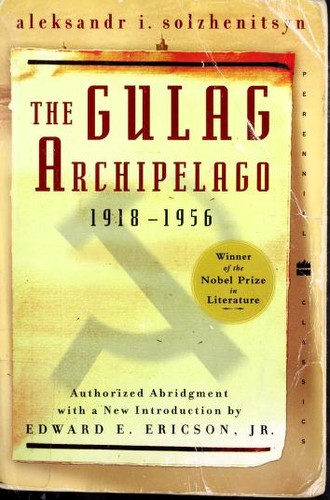 aleksandr i. solzhenitsyn
THE GULAG
ARCHIPELAGO
1918–1956
Winner
of the
Nobel Prize
in
Literature
PERENNIAL
CLASSICS
Authorized Abridgment
with a New Introduction by
EDWARD E. ERICSON, JR.